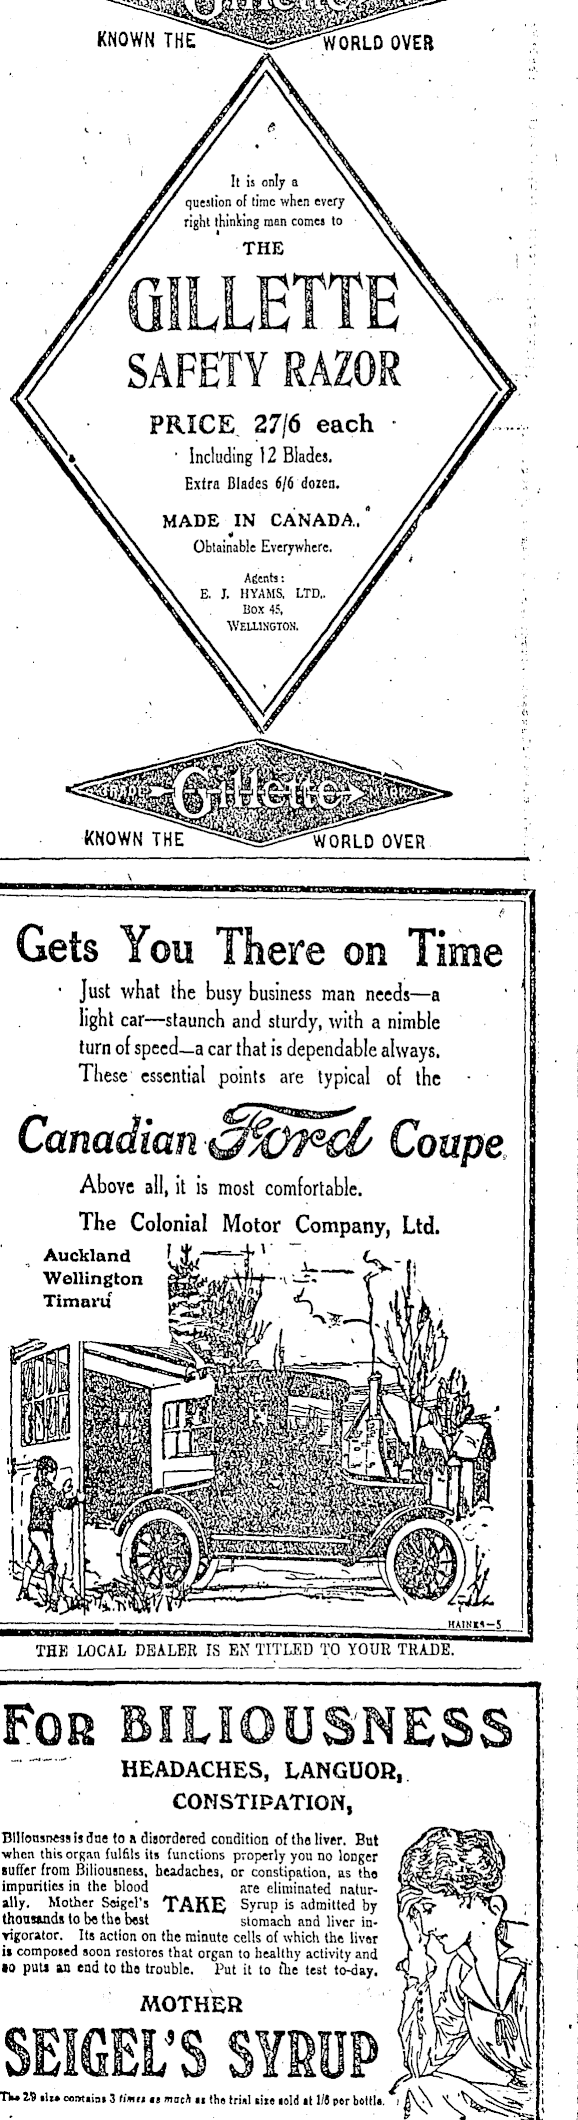 Gillette
KNOWN THE WORLD OVER
It is only a
question of time when every
right thinking man comes to
THE
GILLETTE
SAFETY RAZOR
PRICE 27/6 each
Including 12 Blades.
Extra Blades 6/6 dozen.
MADE IN CANADA.
Obtainable Everywhere.
Agents:
E. J. HYAMS, LTD.,
Box 45,
WELLINGTON.
TRADE Gillette MARK
KNOWN THE WORLD OVER
Gets You There on Time
Just what the busy business man needs—a
light car—staunch and sturdy, with a nimble
turn of speed—a car that is dependable always.
These essential points are typical of the
Canadian Ford Coupe
Above all, it is most comfortable.
The Colonial Motor Company, Ltd.
Auckland
Wellington
Timaru
HAINES—5
THE LOCAL DEALER IS ENTITLED TO YOUR TRADE.
FOR BILIOUSNESS
HEADACHES, LANGUOR,
CONSTIPATION,
Biliousness is due to a disordered condition of the liver. But
when this organ fulfils its functions properly you no longer
suffer from Biliousness, headaches, or constipation, as the
impurities in the blood are eliminated natur-
ally. Mother Seigel's TAKE Syrup is admitted by
thousands to be the best stomach and liver in-
vigorator. Its action on the minute cells of which the liver
is composed soon restores that organ to healthy activity and
so puts an end to the trouble. Put it to the test to-day.
MOTHER
SEIGEL'S SYRUP
The 2/9 size contains 3 times as much as the trial size sold at 1/6 per bottle.